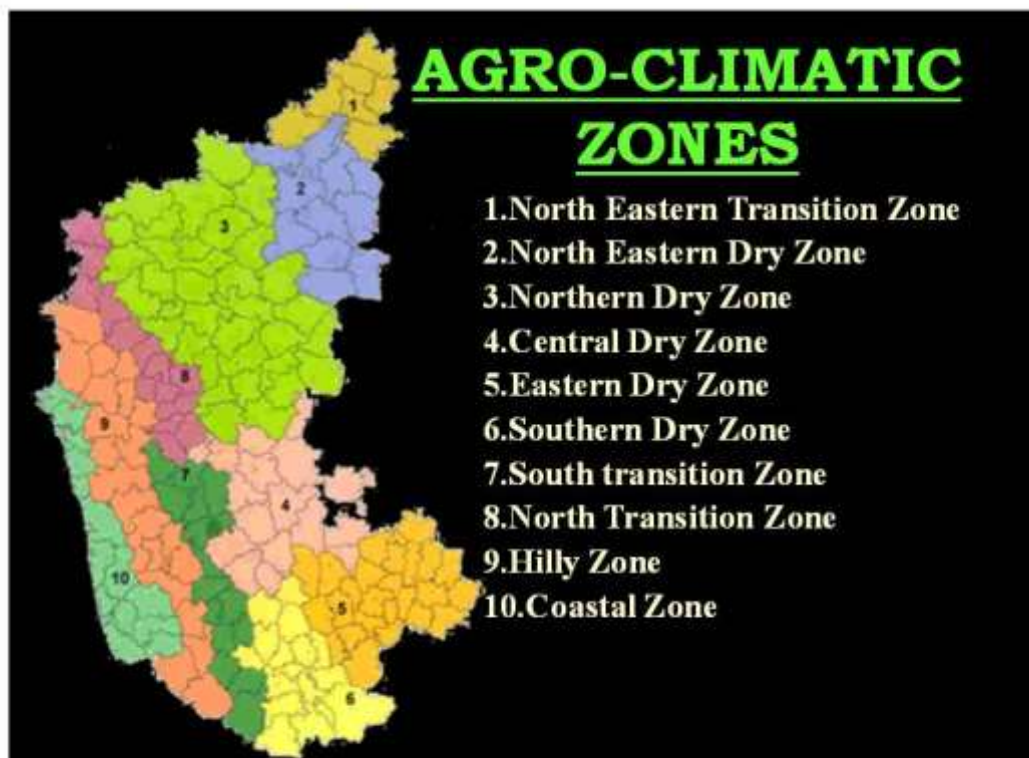 AGRO-CLIMATIC
ZONES
1.North Eastern Transition Zone
2.North Eastern Dry Zone
3.Northern Dry Zone
4.Central Dry Zone
5.Eastern Dry Zone
6.Southern Dry Zone
7.South transition Zone
8.North Transition Zone
9.Hilly Zone
10.Coastal Zone
1
2
3
8
9
7
4
10
5
6